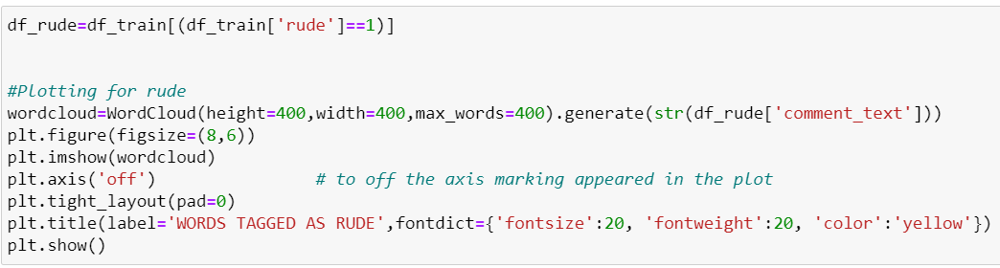 df_rude=df_train[(df_train['rude']==1)]
#Plotting for rude
wordcloud=WordCloud(height=400,width=400,max_words=400).generate(str(df_rude['comment_text']))
plt.figure(figsize=(8,6))
plt.imshow(wordcloud)
plt.axis('off')                # to off the axis marking appeared in the plot
plt.tight_layout(pad=0)
plt.title(label='WORDS TAGGED AS RUDE',fontdict={'fontsize':20, 'fontweight':20, 'color':'yellow'})
plt.show()